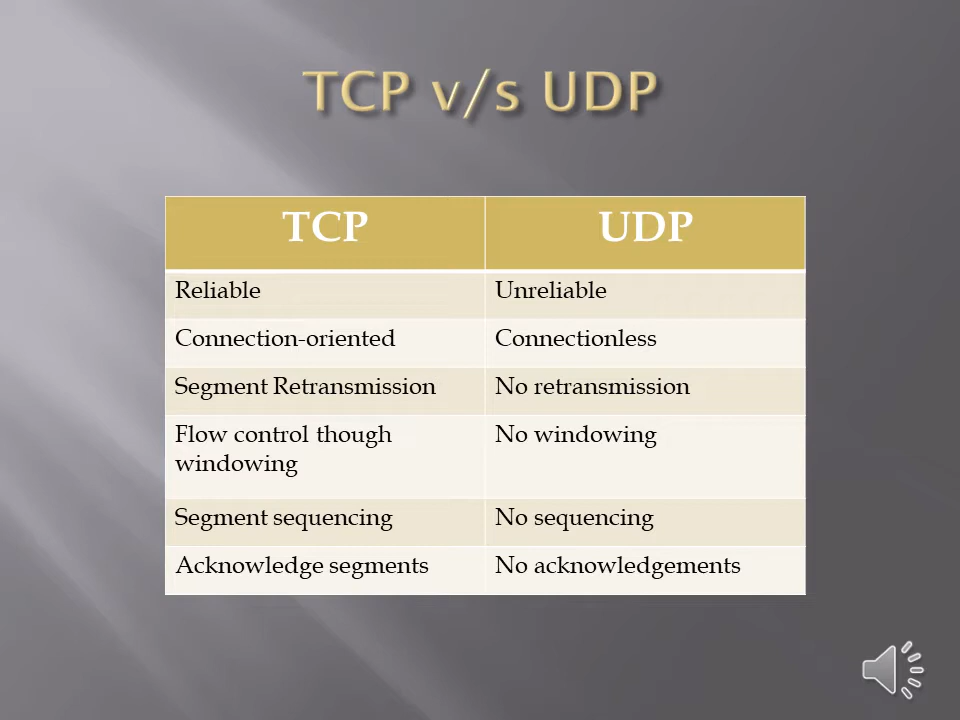 TCP v/s UDP
TCP
UDP
Reliable
Unreliable
Connection-oriented
Connectionless
Segment Retransmission
No retransmission
Flow control though
windowing
No windowing
Segment sequencing
No sequencing
Acknowledge segments
No acknowledgements